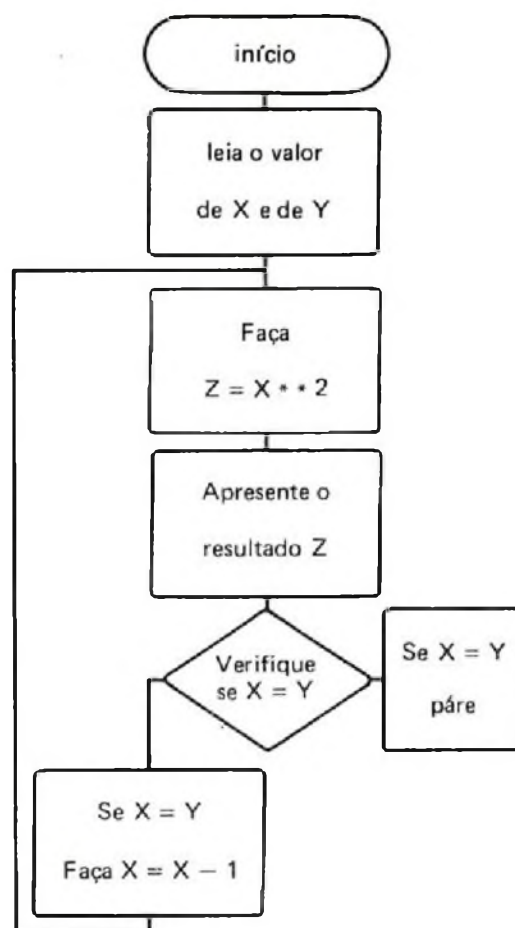 início
leia o valor
de X e de Y
Faça
Z = X ** 2
Apresente o
resultado Z
Verifique
se X = Y
Se X = Y
páre
Se X = Y
Faça X = X − 1